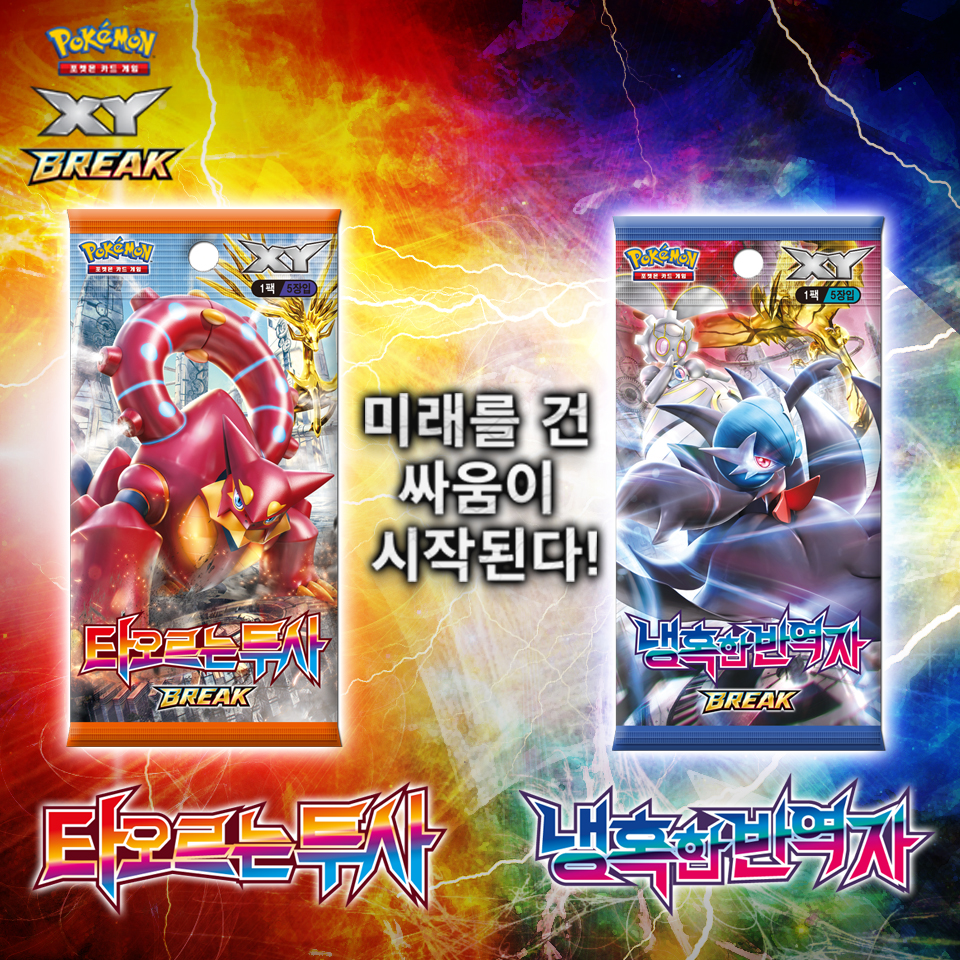 POKéMON
포켓몬 카드 게임
XY
BREAK
POKéMON
포켓몬 카드 게임
XY
1팩 5장입
타오르는 투사
BREAK
POKéMON
포켓몬 카드 게임
XY
1팩 5장입
냉혹한 반역자
BREAK
미래를 건
싸움이
시작된다!
타오르는 투사
냉혹한 반역자